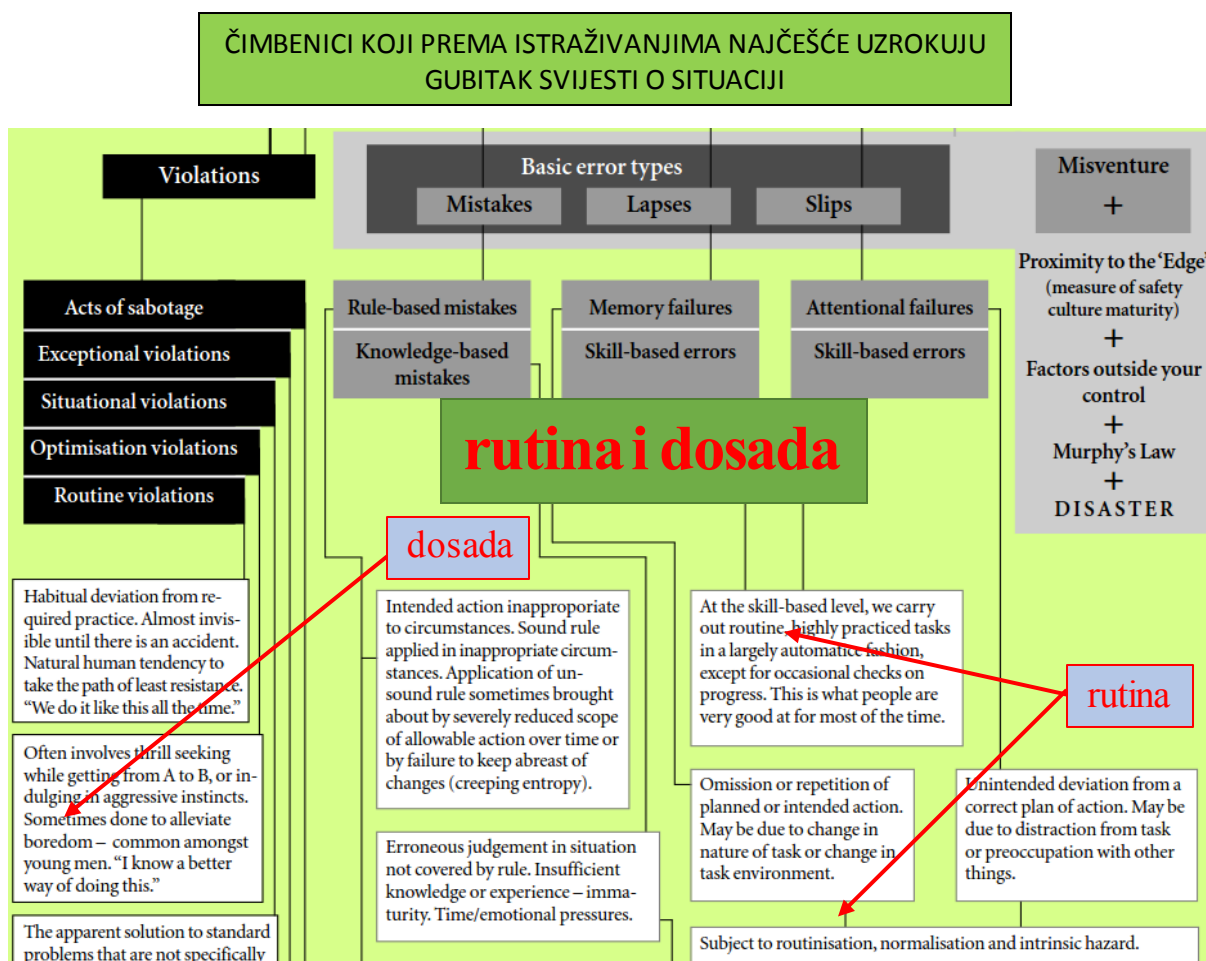 ČIMBENICI KOJI PREMA ISTRAŽIVANJIMA NAJČEŠĆE UZROKUJU
GUBITAK SVIJESTI O SITUACIJI
Violations
Basic error types
Mistakes
Lapses
Slips
Misventure
+
Proximity to the ‘Edge’
(measure of safety
culture maturity)
+
Factors outside your
control
+
Murphy’s Law
+
DISASTER
Acts of sabotage
Exceptional violations
Situational violations
Optimisation violations
Routine violations
Rule-based mistakes
Knowledge-based
mistakes
Memory failures
Skill-based errors
Attentional failures
Skill-based errors
rutina i dosada
dosada
rutina
Habitual deviation from re-
quired practice. Almost invis-
ible until there is an accident.
Natural human tendency to
take the path of least resistance.
“We do it like this all the time.”
Often involves thrill seeking
while getting from A to B, or in-
dulging in aggressive instincts.
Sometimes done to alleviate
boredom – common amongst
young men. “I know a better
way of doing this.”
The apparent solution to standard
problems that are not specifically
Intended action inapproporiate
to circumstances. Sound rule
applied in inappropriate circum-
stances. Application of un-
sound rule sometimes brought
about by severely reduced scope
of allowable action over time or
by failure to keep abreast of
changes (creeping entropy).
Erroneous judgement in situation
not covered by rule. Insufficient
knowledge or experience – imma-
turity. Time/emotional pressures.
At the skill-based level, we carry
out routine, highly practiced tasks
in a largely automatice fashion,
except for occasional checks on
progress. This is what people are
very good at for most of the time.
Omission or repetition of
planned or intended action.
May be due to change in
nature of task or change in
task environment.
Unintended deviation from a
correct plan of action. May be
due to distraction from task
or preoccupation with other
things.
Subject to routinisation, normalisation and intrinsic hazard.